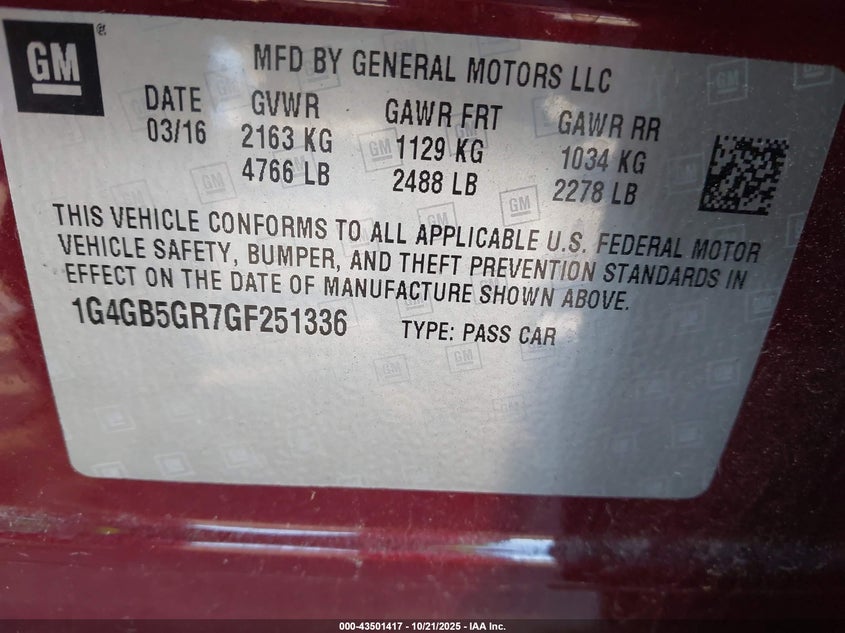 GM
MFD BY GENERAL MOTORS LLC
DATE GVWR GAWR FRT GAWR RR
03/16 2163 KG 1129 KG 1034 KG
4766 LB 2488 LB 2278 LB
THIS VEHICLE CONFORMS TO ALL APPLICABLE U.S. FEDERAL MOTOR
VEHICLE SAFETY, BUMPER, AND THEFT PREVENTION STANDARDS IN
EFFECT ON THE DATE OF MANUFACTURE SHOWN ABOVE.
1G4GB5GR7GF251336 TYPE: PASS CAR
000-43501417 - 10/21/2025 - IAA Inc.